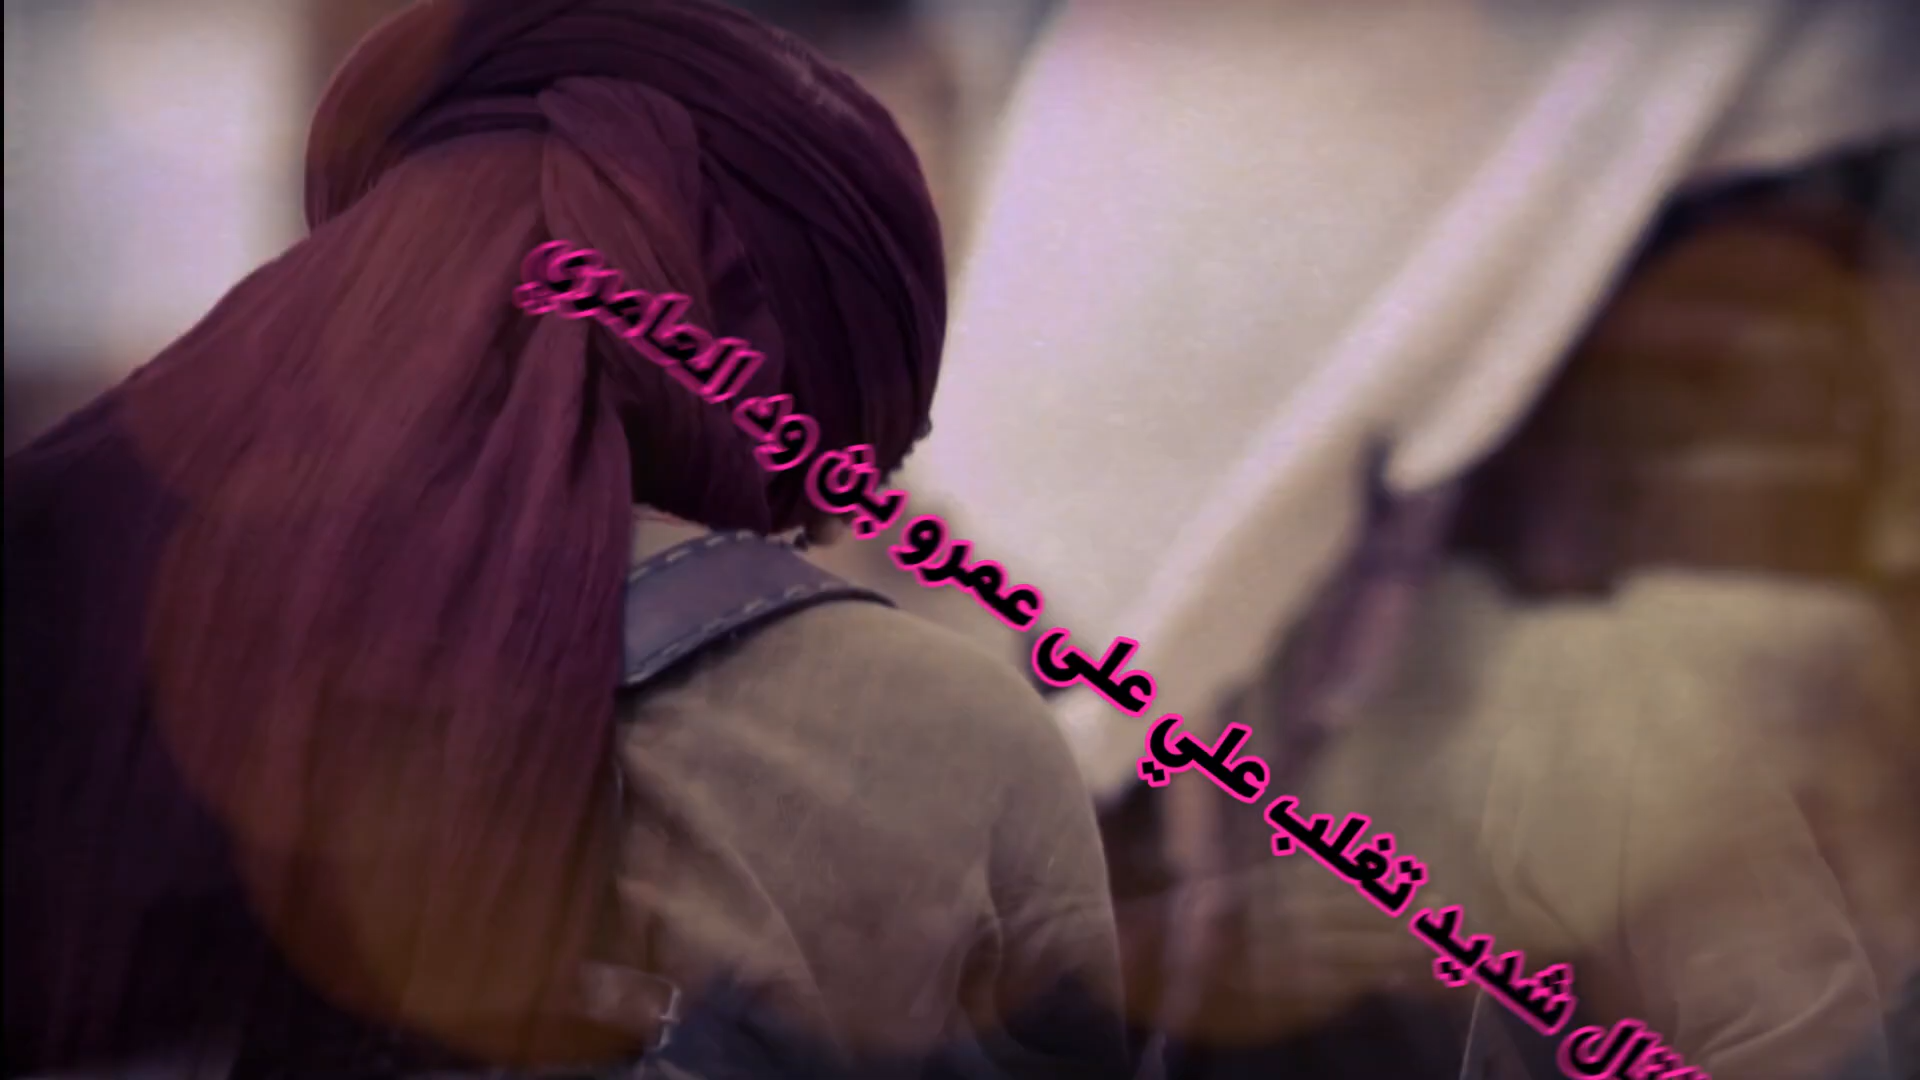 شديد تغلب علي على عمرو بن ود العامري